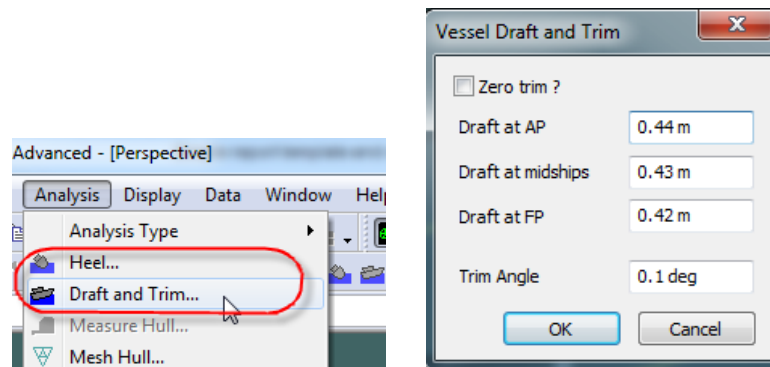 Advanced - [Perspective]
Analysis Display Data Window Help
Analysis Type
Heel...
Draft and Trim...
Measure Hull...
Mesh Hull...
Vessel Draft and Trim
Zero trim ?
Draft at AP 0.44 m
Draft at midships 0.43 m
Draft at FP 0.42 m
Trim Angle 0.1 deg
OK Cancel